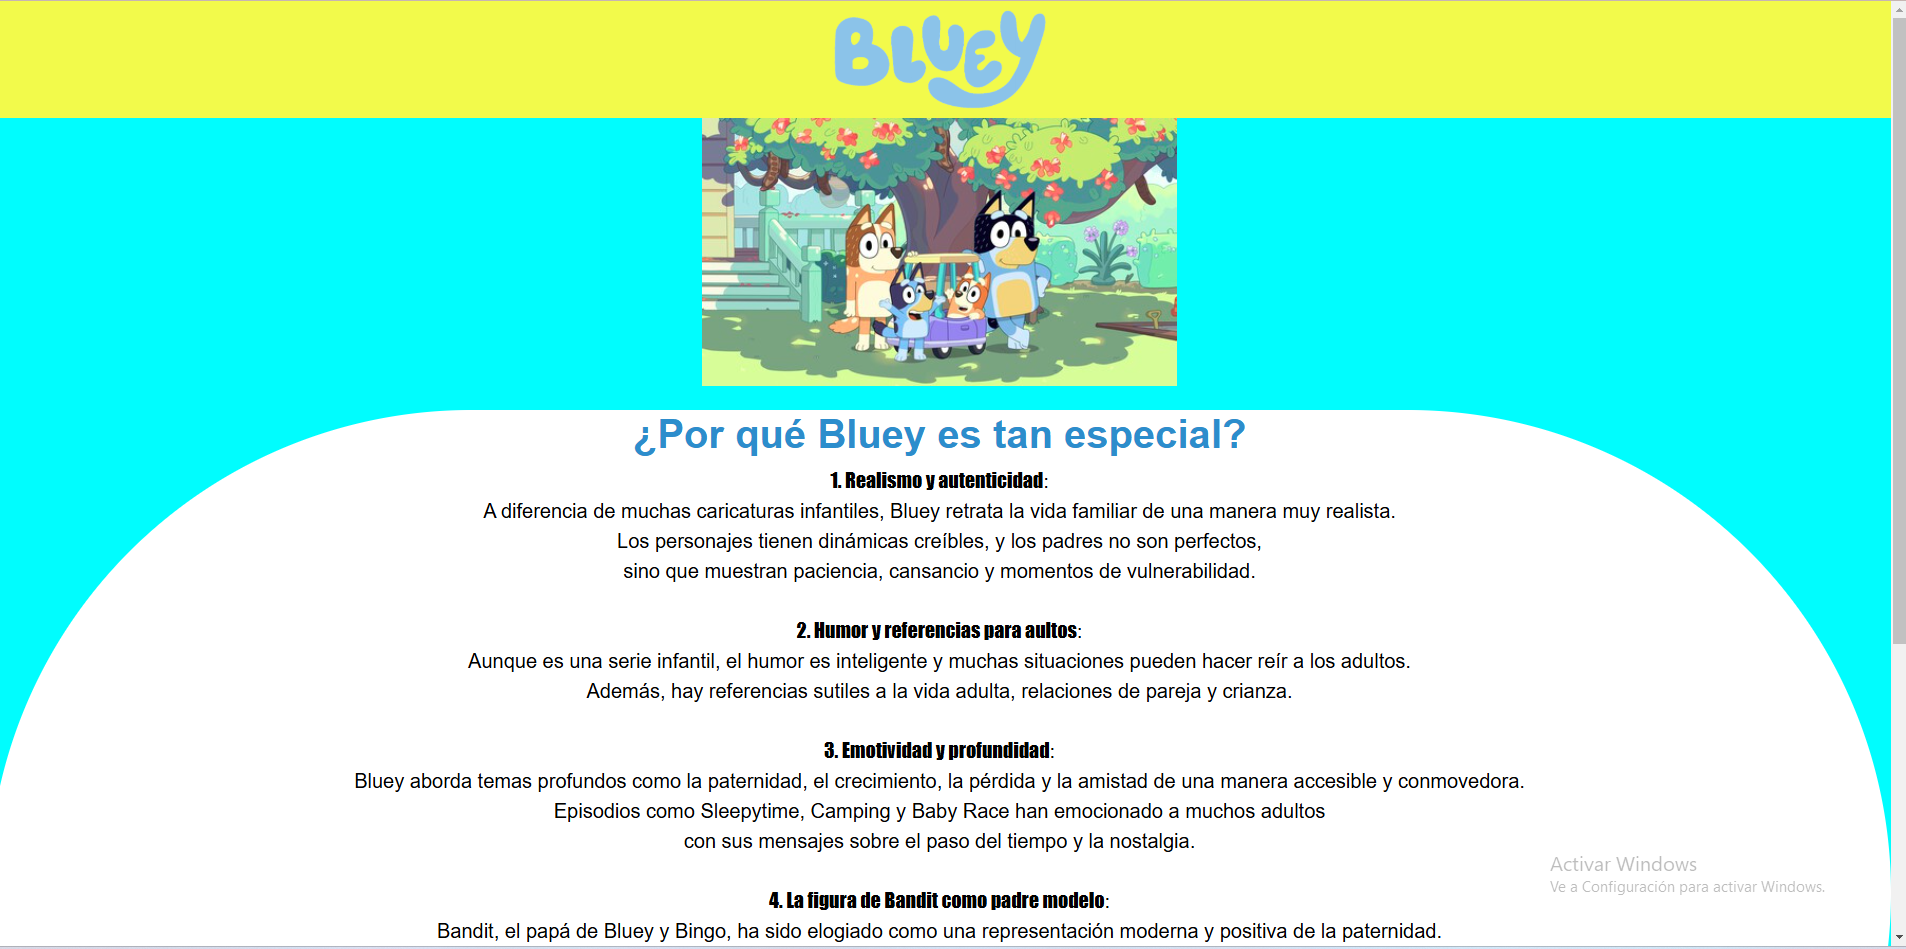 BLUEY
¿Por qué Bluey es tan especial?
1. Realismo y autenticidad:
A diferencia de muchas caricaturas infantiles, Bluey retrata la vida familiar de una manera muy realista.
Los personajes tienen dinámicas creíbles, y los padres no son perfectos,
sino que muestran paciencia, cansancio y momentos de vulnerabilidad.
2. Humor y referencias para aultos:
Aunque es una serie infantil, el humor es inteligente y muchas situaciones pueden hacer reír a los adultos.
Además, hay referencias sutiles a la vida adulta, relaciones de pareja y crianza.
3. Emotividad y profundidad:
Bluey aborda temas profundos como la paternidad, el crecimiento, la pérdida y la amistad de una manera accesible y conmovedora.
Episodios como Sleepytime, Camping y Baby Race han emocionado a muchos adultos
con sus mensajes sobre el paso del tiempo y la nostalgia.
Activar Windows
Ve a Configuración para activar Windows.
4. La figura de Bandit como padre modelo:
Bandit, el papá de Bluey y Bingo, ha sido elogiado como una representación moderna y positiva de la paternidad.